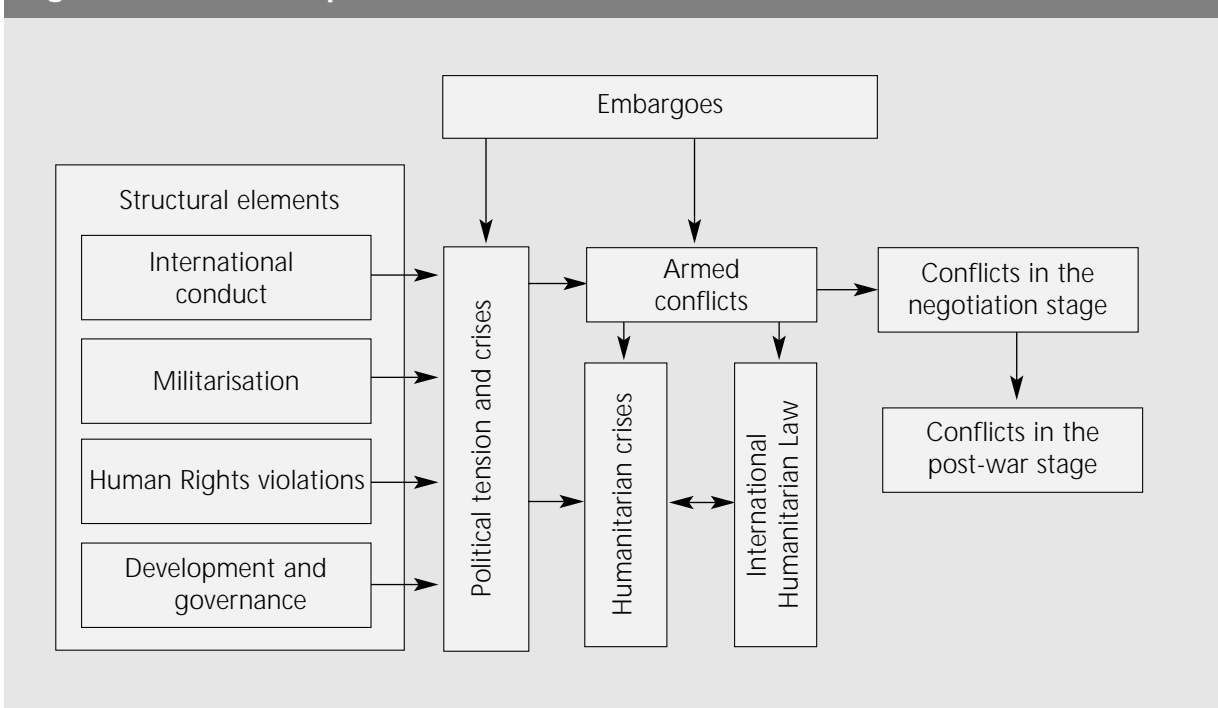 Embargoes
Structural elements
International
conduct
Militarisation
Human Rights violations
Development and
governance
Political tension and crises
Armed
conflicts
Humanitarian crises
International
Humanitarian Law
Conflicts in the
negotiation stage
Conflicts in the
post-war stage